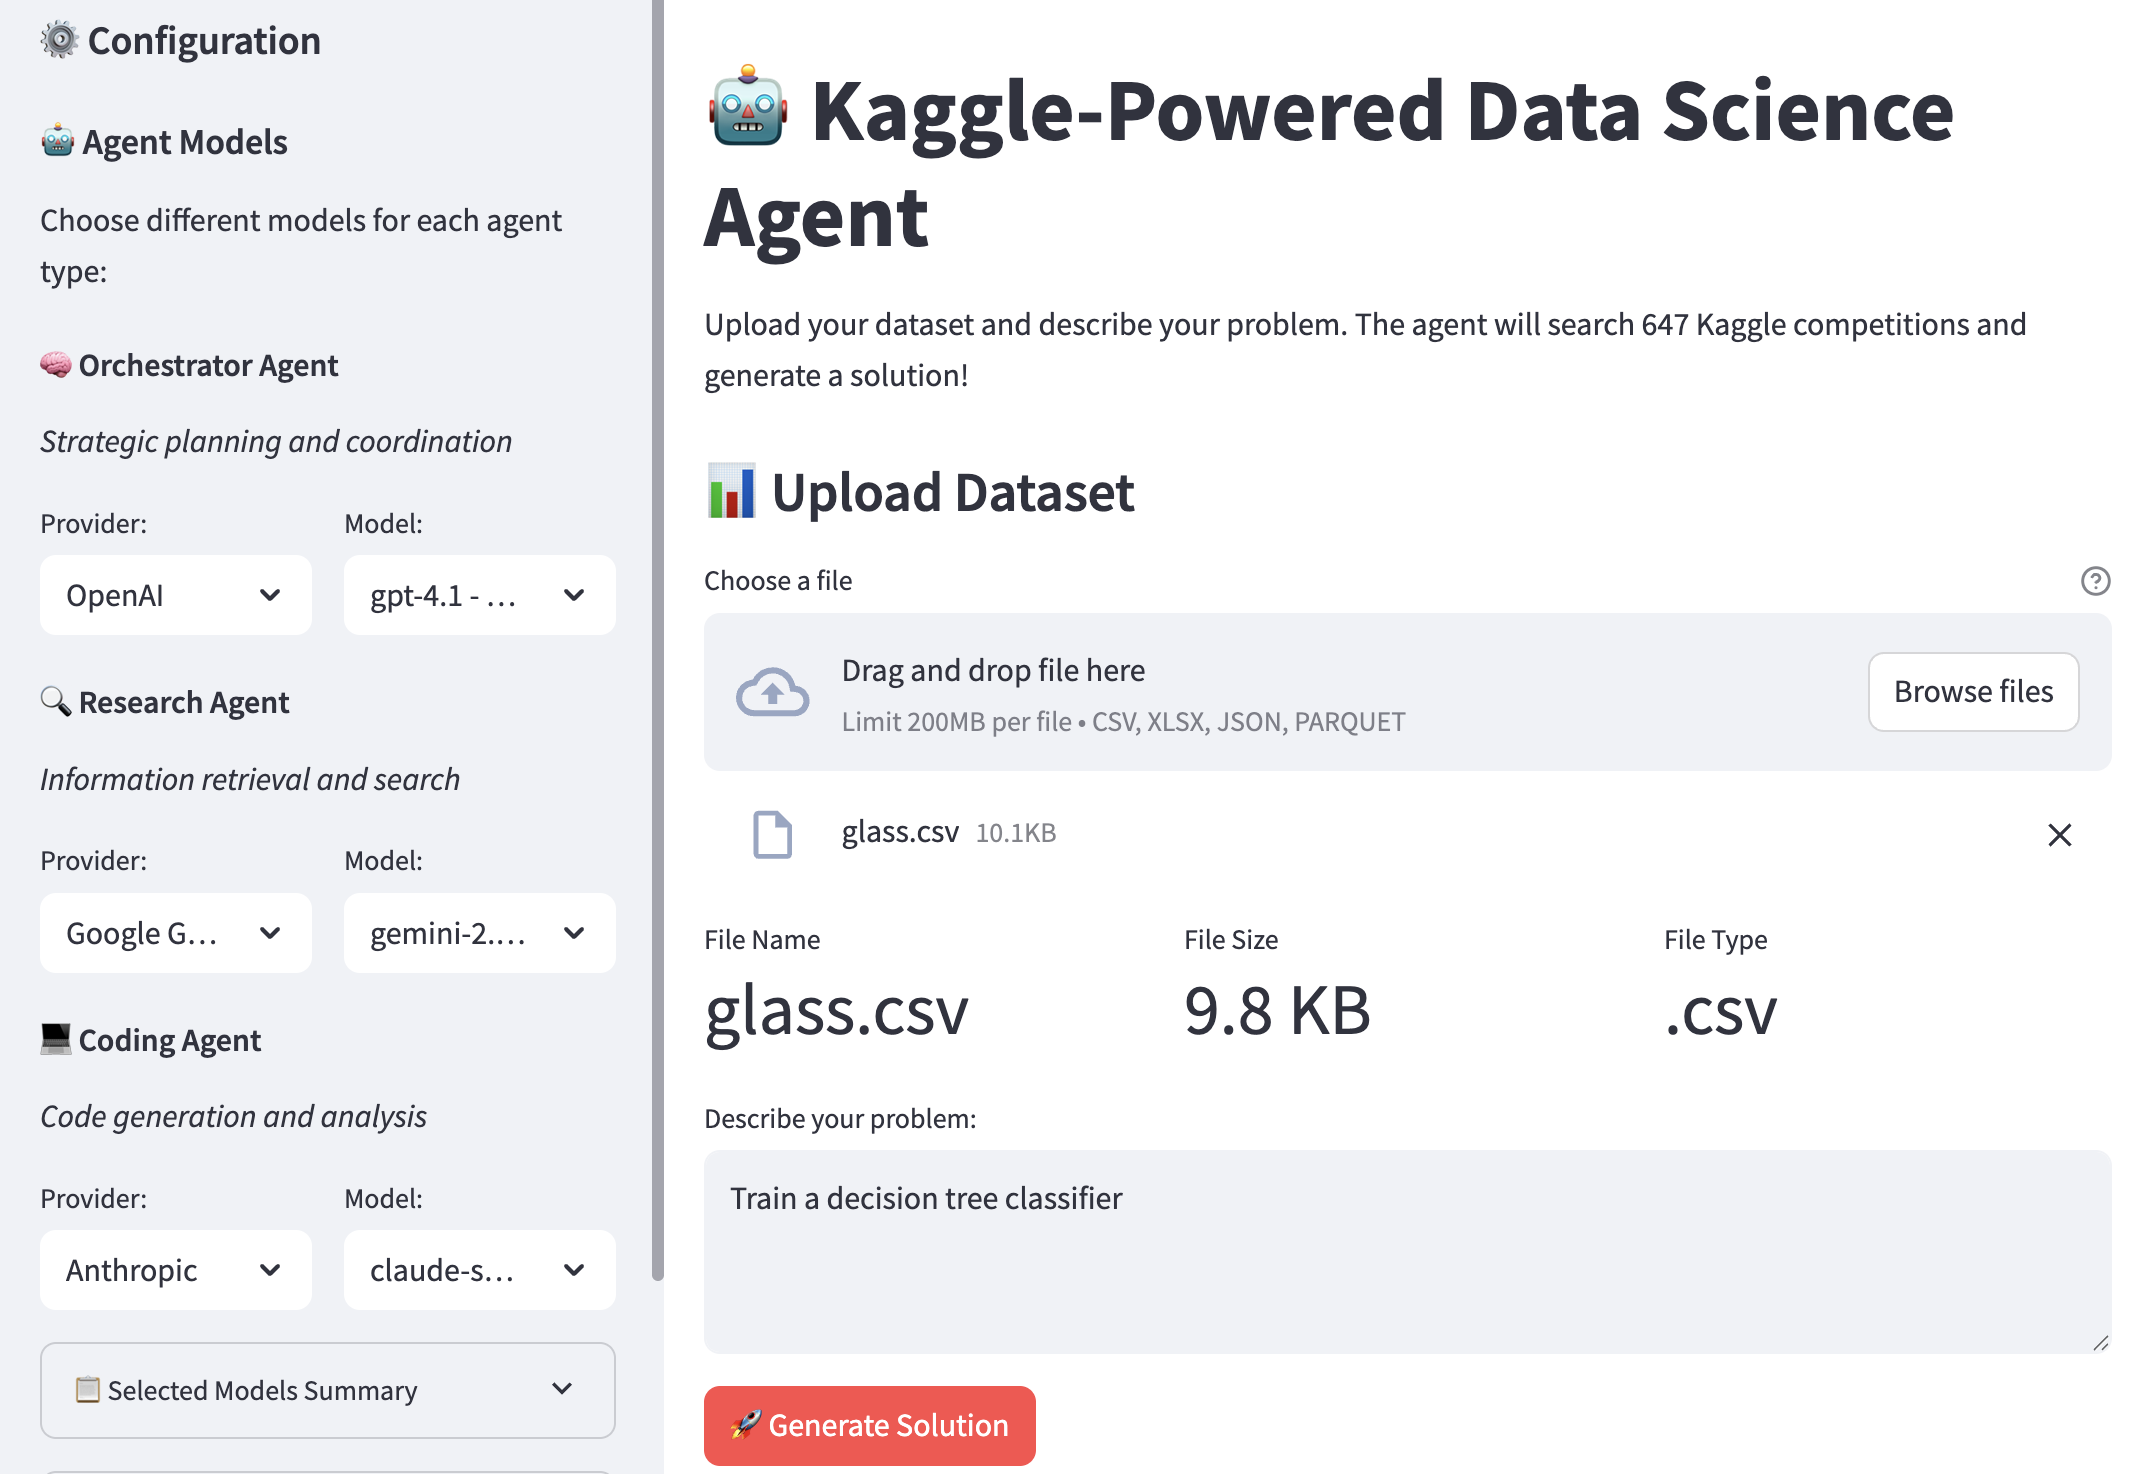 Configuration
Agent Models
Choose different models for each agent
type:
Orchestrator Agent
Strategic planning and coordination
Provider: Model:
OpenAI gpt-4.1 - ...
Research Agent
Information retrieval and search
Provider: Model:
Google G... gemini-2....
Coding Agent
Code generation and analysis
Provider: Model:
Anthropic claude-s...
Selected Models Summary
Kaggle-Powered Data Science
Agent
Upload your dataset and describe your problem. The agent will search 647 Kaggle competitions and
generate a solution!
Upload Dataset
Choose a file
Drag and drop file here
Limit 200MB per file • CSV, XLSX, JSON, PARQUET
Browse files
glass.csv 10.1KB
File Name File Size File Type
glass.csv 9.8 KB .csv
Describe your problem:
Train a decision tree classifier
Generate Solution